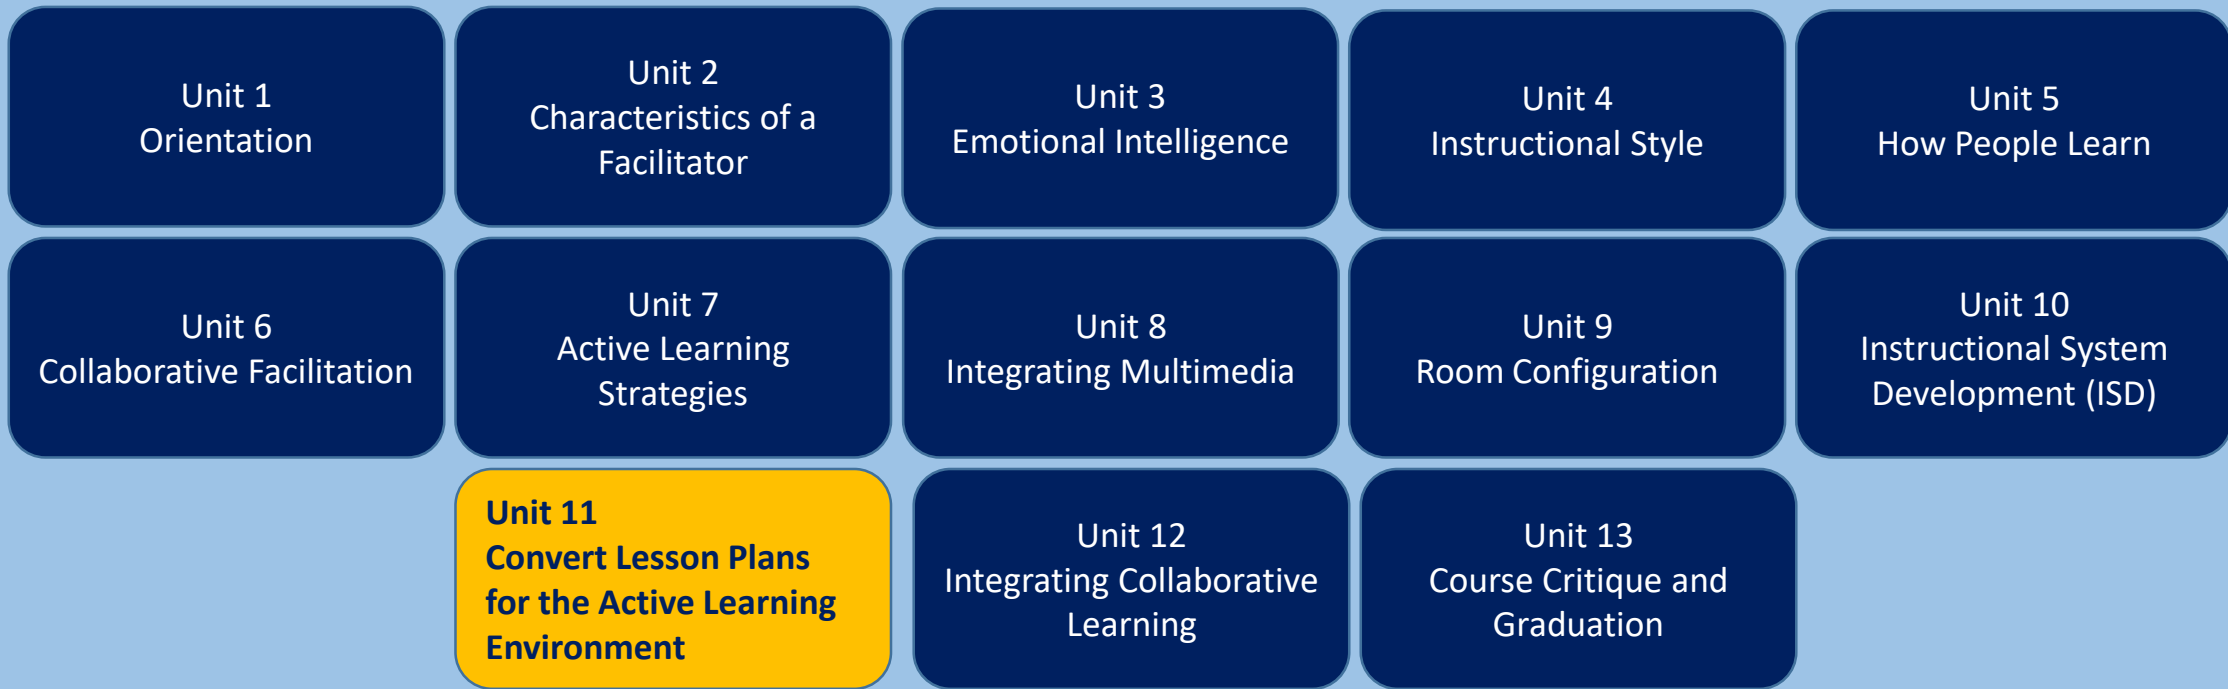 Unit 1
Orientation
Unit 2
Characteristics of a
Facilitator
Unit 3
Emotional Intelligence
Unit 4
Instructional Style
Unit 5
How People Learn
Unit 6
Collaborative Facilitation
Unit 7
Active Learning
Strategies
Unit 8
Integrating Multimedia
Unit 9
Room Configuration
Unit 10
Instructional System
Development (ISD)
Unit 11
Convert Lesson Plans
for the Active Learning
Environment
Unit 12
Integrating Collaborative
Learning
Unit 13
Course Critique and
Graduation